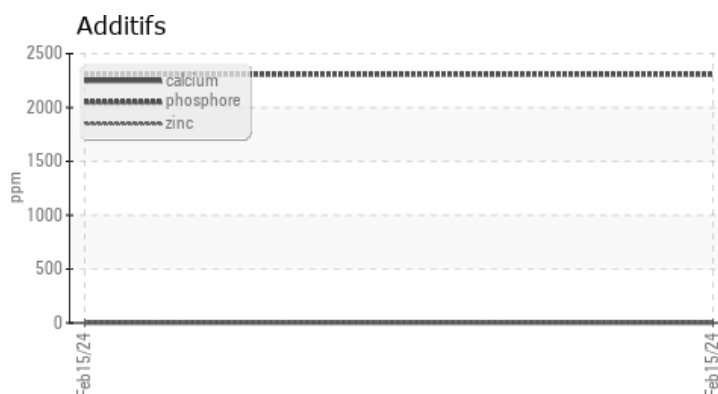 Additifs
2500
2000
1500
1000
500
0
ppm
calcium
phosphore
zinc
Feb15/24
Feb15/24